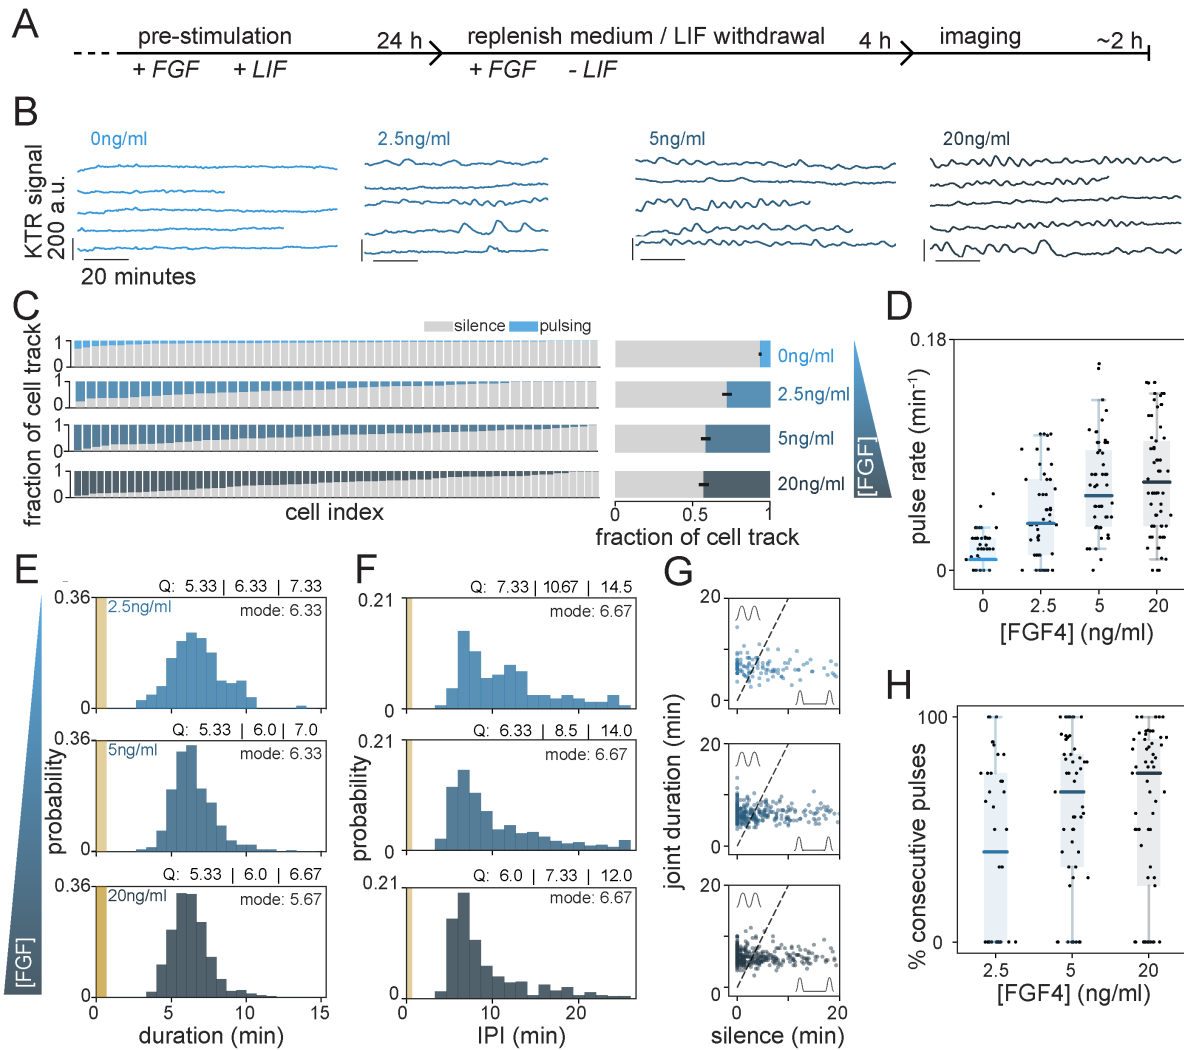 A
pre-stimulation 24 h replenish medium / LIF withdrawal 4 h imaging ~2 h
+ FGF + LIF + FGF - LIF
B
0ng/ml 2.5ng/ml 5ng/ml 20ng/ml
KTR signal
200 a.u.
20 minutes
C
silence pulsing
fraction of cell track
1
0
1
0
1
0
1
0
cell index
0ng/ml
2.5ng/ml
5ng/ml
20ng/ml
0 0.5 1
fraction of cell track
[FGF]
D
0.18
0
pulse rate (min⁻¹)
0 2.5 5 20
[FGF4] (ng/ml)
E
[FGF]
probability
Q: 5.33 | 6.33 | 7.33
0.36
2.5ng/ml
mode: 6.33
0
Q: 5.33 | 6.0 | 7.0
0.36
5ng/ml
mode: 6.33
0
Q: 5.33 | 6.0 | 6.67
0.36
20ng/ml
mode: 5.67
0
0 5 10 15
duration (min)
F
probability
Q: 7.33 | 10.67 | 14.5
0.21
mode: 6.67
0
Q: 6.33 | 8.5 | 14.0
0.21
mode: 6.67
0
Q: 6.0 | 7.33 | 12.0
0.21
mode: 6.67
0
0 10 20
IPI (min)
G
joint duration (min)
20
0
20
0
20
0
0 20
silence (min)
H
100
0
% consecutive pulses
2.5 5 20
[FGF4] (ng/ml)